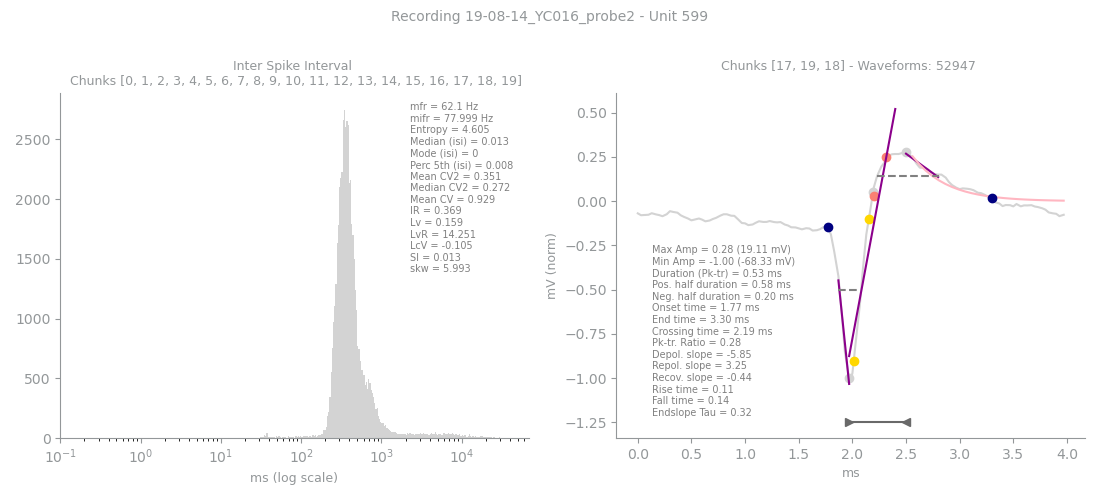 Recording 19-08-14_YC016_probe2 - Unit 599
Inter Spike Interval
Chunks [0, 1, 2, 3, 4, 5, 6, 7, 8, 9, 10, 11, 12, 13, 14, 15, 16, 17, 18, 19]
mfr = 62.1 Hz
mifr = 77.999 Hz
Entropy = 4.605
Median (isi) = 0.013
Mode (isi) = 0
Perc 5th (isi) = 0.008
Mean CV2 = 0.351
Median CV2 = 0.272
Mean CV = 0.929
IR = 0.369
Lv = 0.159
LvR = 14.251
LcV = -0.105
SI = 0.013
skw = 5.993
2500
2000
1500
1000
500
0
10⁻¹ 10⁰ 10¹ 10² 10³ 10⁴
ms (log scale)
Chunks [17, 19, 18] - Waveforms: 52947
mV (norm)
0.50
0.25
0.00
−0.25
−0.50
−0.75
−1.00
−1.25
Max Amp = 0.28 (19.11 mV)
Min Amp = -1.00 (-68.33 mV)
Duration (Pk-tr) = 0.53 ms
Pos. half duration = 0.58 ms
Neg. half duration = 0.20 ms
Onset time = 1.77 ms
End time = 3.30 ms
Crossing time = 2.19 ms
Pk-tr. Ratio = 0.28
Depol. slope = -5.85
Repol. slope = 3.25
Recov. slope = -0.44
Rise time = 0.11
Fall time = 0.14
Endslope Tau = 0.32
0.0 0.5 1.0 1.5 2.0 2.5 3.0 3.5 4.0
ms